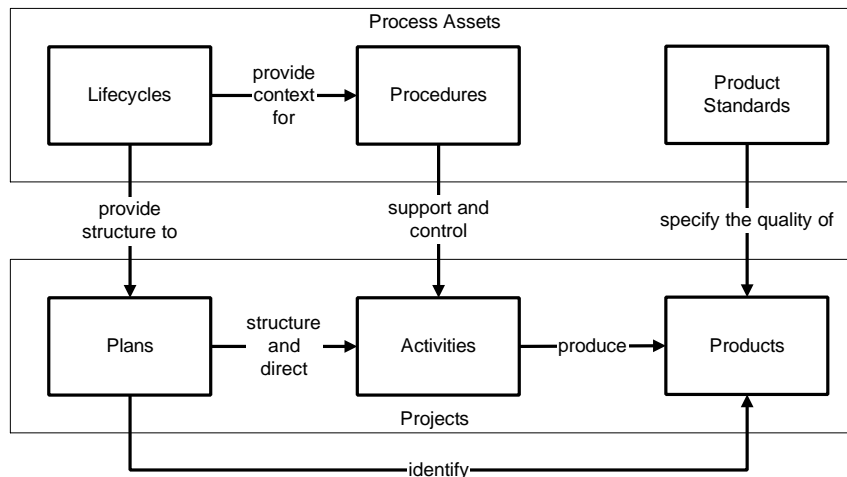 Process Assets
Lifecycles
provide
context
for
Procedures
Product
Standards
provide
structure to
support and
control
specify the quality of
Plans
structure
and
direct
Activities
produce
Products
Projects
identify